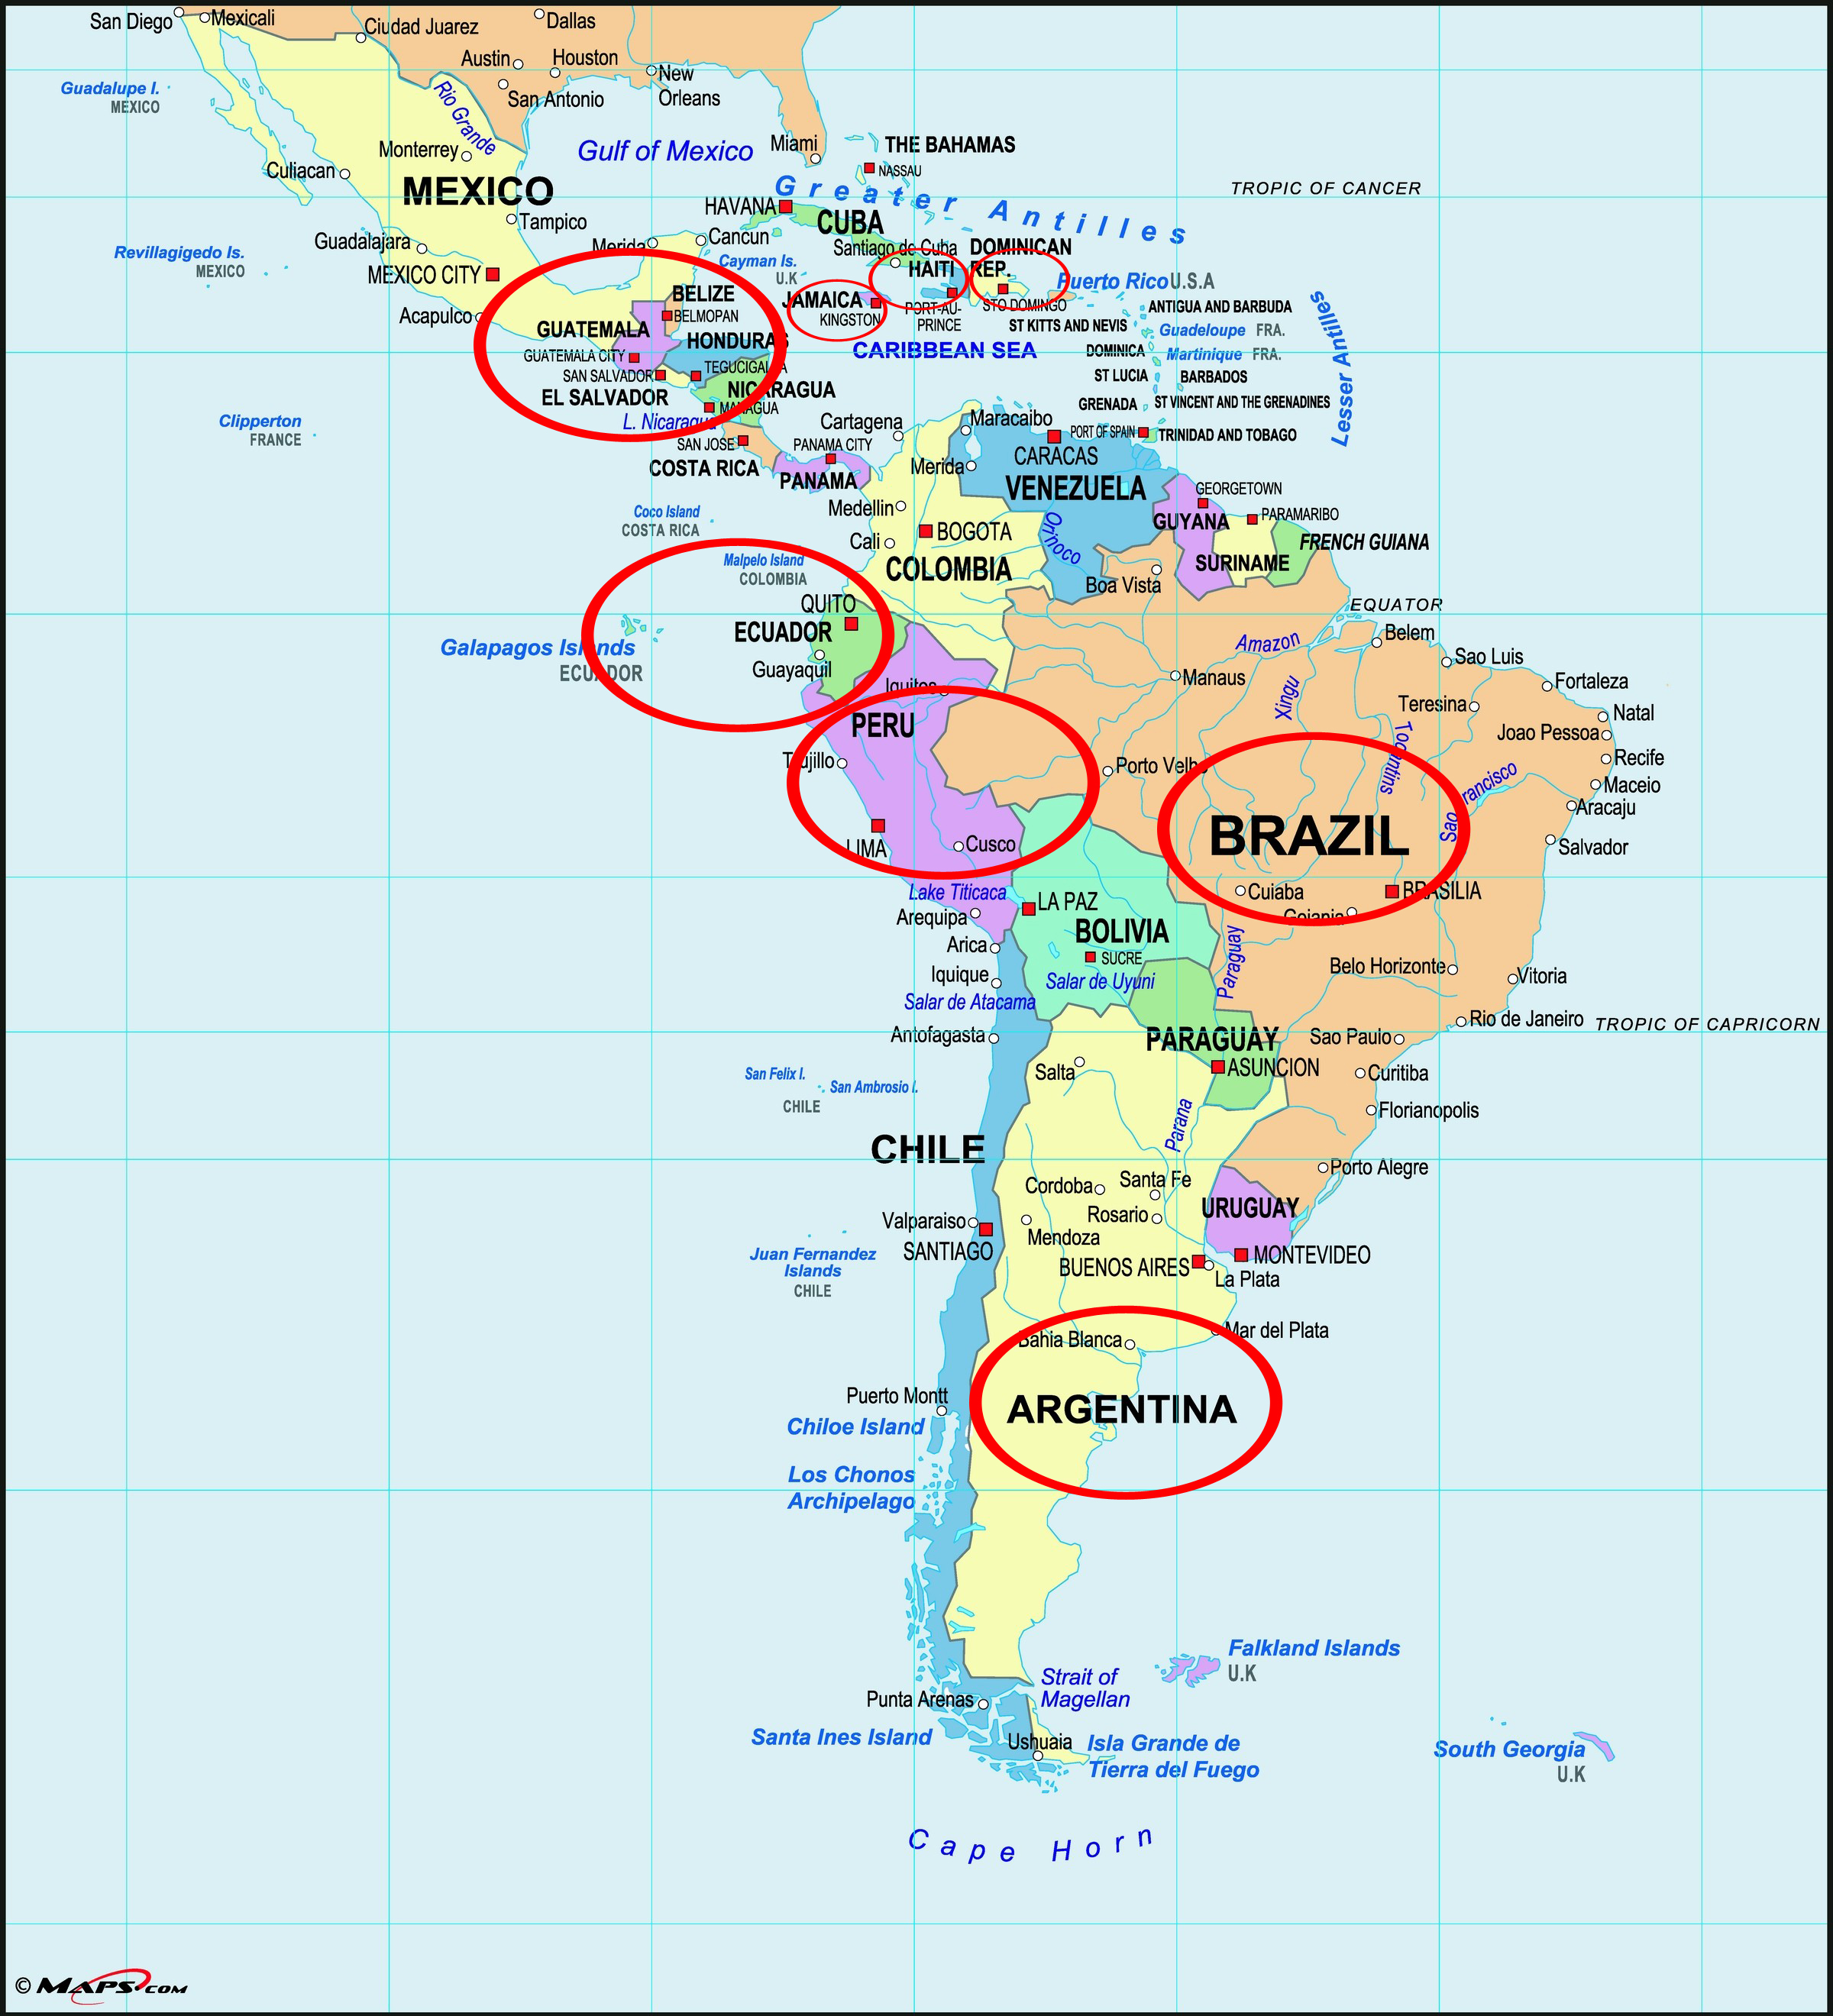 San Diego
Mexicali
Ciudad Juarez
Dallas
Austin
Houston
New
Orleans
San Antonio
Guadalupe I.
MEXICO
Rio Grande
Monterrey
Culiacan
Gulf of Mexico
Miami
THE BAHAMAS
NASSAU
MEXICO
Greater Antilles
TROPIC OF CANCER
HAVANA
CUBA
Tampico
Guadalajara
Merida
Cancun
Santiago de Cuba
DOMINICAN
REP.
Revillagigedo Is.
MEXICO
MEXICO CITY
Cayman Is.
U.K
HAITI
Puerto Rico U.S.A
BELIZE
BELMOPAN
JAMAICA
KINGSTON
PORT-AU-
PRINCE
STO DOMINGO
ANTIGUA AND BARBUDA
Acapulco
GUATEMALA
HONDURAS
ST KITTS AND NEVIS
Guadeloupe FRA.
GUATEMALA CITY
CARIBBEAN SEA
DOMINICA
Martinique FRA.
Lesser Antilles
SAN SALVADOR
TEGUCIGALPA
ST LUCIA
BARBADOS
EL SALVADOR
NICARAGUA
MANAGUA
GRENADA
ST VINCENT AND THE GRENADINES
Clipperton
FRANCE
L. Nicaragua
Cartagena
Maracaibo
PORT OF SPAIN
TRINIDAD AND TOBAGO
SAN JOSE
PANAMA CITY
CARACAS
COSTA RICA
PANAMA
Merida
VENEZUELA
GEORGETOWN
Coco Island
COSTA RICA
Medellin
BOGOTA
Orinoco
GUYANA
PARAMARIBO
Cali
COLOMBIA
SURINAME
FRENCH GUIANA
Malpelo Island
COLOMBIA
Boa Vista
QUITO
EQUATOR
ECUADOR
Galapagos Islands
ECUADOR
Guayaquil
Amazon
Belem
Sao Luis
Iquitos
Manaus
Xingu
Fortaleza
Teresina
Natal
PERU
Tocantins
Joao Pessoa
Trujillo
Porto Velho
Recife
Sao Francisco
Maceio
Aracaju
LIMA
Cusco
BRAZIL
Salvador
Lake Titicaca
LA PAZ
Cuiaba
BRASILIA
Arequipa
BOLIVIA
Goiania
Arica
SUCRE
Paraguay
Belo Horizonte
Vitoria
Iquique
Salar de Uyuni
Salar de Atacama
Antofagasta
PARAGUAY
Rio de Janeiro
TROPIC OF CAPRICORN
Sao Paulo
ASUNCION
Curitiba
Salta
San Felix I.
San Ambrosio I.
CHILE
Parana
Florianopolis
CHILE
Porto Alegre
Cordoba
Santa Fe
Rosario
URUGUAY
Valparaiso
SANTIAGO
Mendoza
MONTEVIDEO
BUENOS AIRES
La Plata
Juan Fernandez
Islands
CHILE
Bahia Blanca
Mar del Plata
Puerto Montt
ARGENTINA
Chiloe Island
Los Chonos
Archipelago
Falkland Islands
U.K
Strait of
Magellan
Punta Arenas
Santa Ines Island
Ushuaia
Isla Grande de
Tierra del Fuego
South Georgia
U.K
Cape Horn
© MAPS.COM